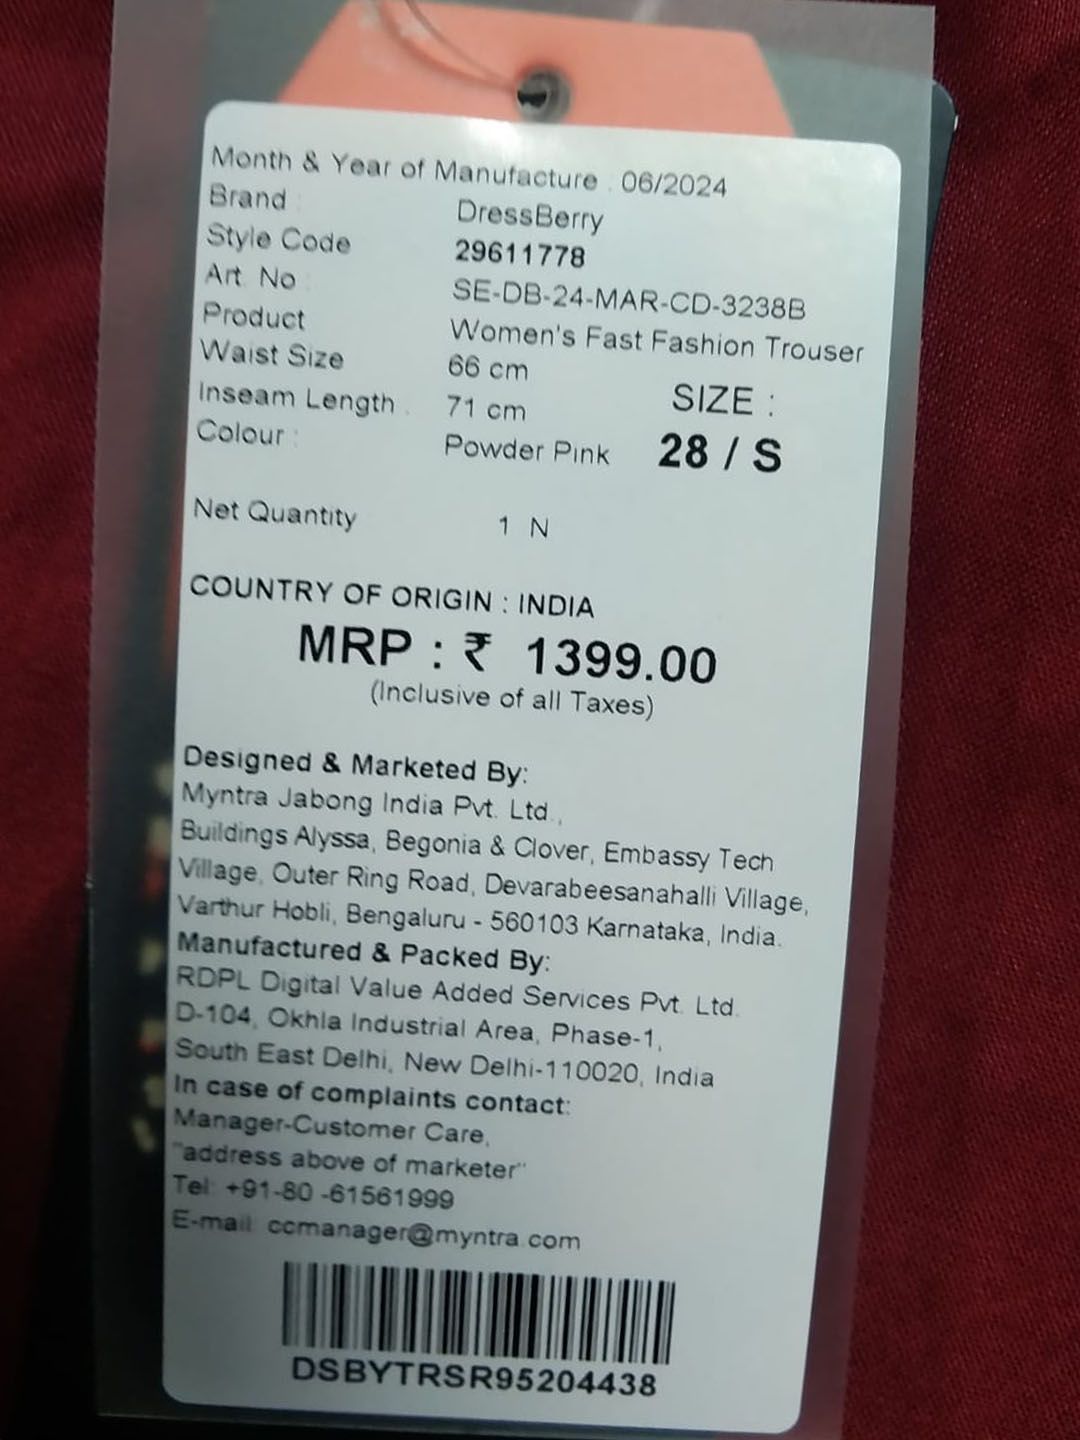 Month & Year of Manufacture : 06/2024
Brand : DressBerry
Style Code 29611778
Art. No : SE-DB-24-MAR-CD-3238B
Product Women's Fast Fashion Trouser
Waist Size 66 cm
Inseam Length : 71 cm
SIZE :
Colour : Powder Pink 28 / S
Net Quantity 1 N
COUNTRY OF ORIGIN : INDIA
MRP : ₹ 1399.00
(Inclusive of all Taxes)
Designed & Marketed By:
Myntra Jabong India Pvt. Ltd.,
Buildings Alyssa, Begonia & Clover, Embassy Tech
Village, Outer Ring Road, Devarabeesanahalli Village,
Varthur Hobli, Bengaluru - 560103 Karnataka, India.
Manufactured & Packed By:
RDPL Digital Value Added Services Pvt. Ltd.
D-104, Okhla Industrial Area, Phase-1,
South East Delhi, New Delhi-110020, India
In case of complaints contact:
Manager-Customer Care,
"address above of marketer"
Tel: +91-80 -61561999
E-mail: ccmanager@myntra.com
DSBYTRSR95204438